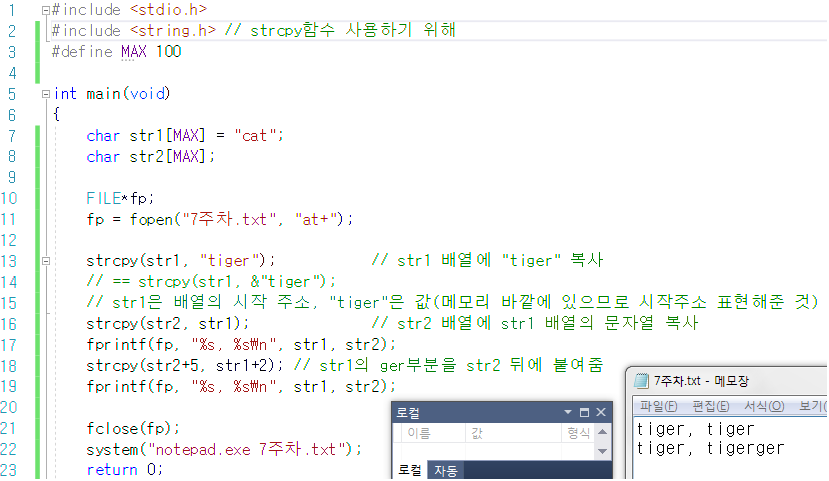 1 #include <stdio.h>
2 #include <string.h> // strcpy함수 사용하기 위해
3 #define MAX 100
4
5 int main(void)
6 {
7 char str1[MAX] = "cat";
8 char str2[MAX];
9
10 FILE*fp;
11 fp = fopen("7주차.txt", "at+");
12
13 strcpy(str1, "tiger"); // str1 배열에 "tiger" 복사
14 // == strcpy(str1, &"tiger");
15 // str1은 배열의 시작 주소, "tiger"은 값(메모리 바깥에 있으므로 시작주소 표현해준 것)
16 strcpy(str2, str1); // str2 배열에 str1 배열의 문자열 복사
17 fprintf(fp, "%s, %s₩n", str1, str2);
18 strcpy(str2+5, str1+2); // str1의 ger부분을 str2 뒤에 붙여줌
19 fprintf(fp, "%s, %s₩n", str1, str2);
20
21 fclose(fp);
22 system("notepad.exe 7주차.txt");
23 return 0;
로컬
이름 값 형식
로컬 자동
7주차.txt - 메모장
파일(F) 편집(E) 서식(O) 보기(
tiger, tiger
tiger, tigerger